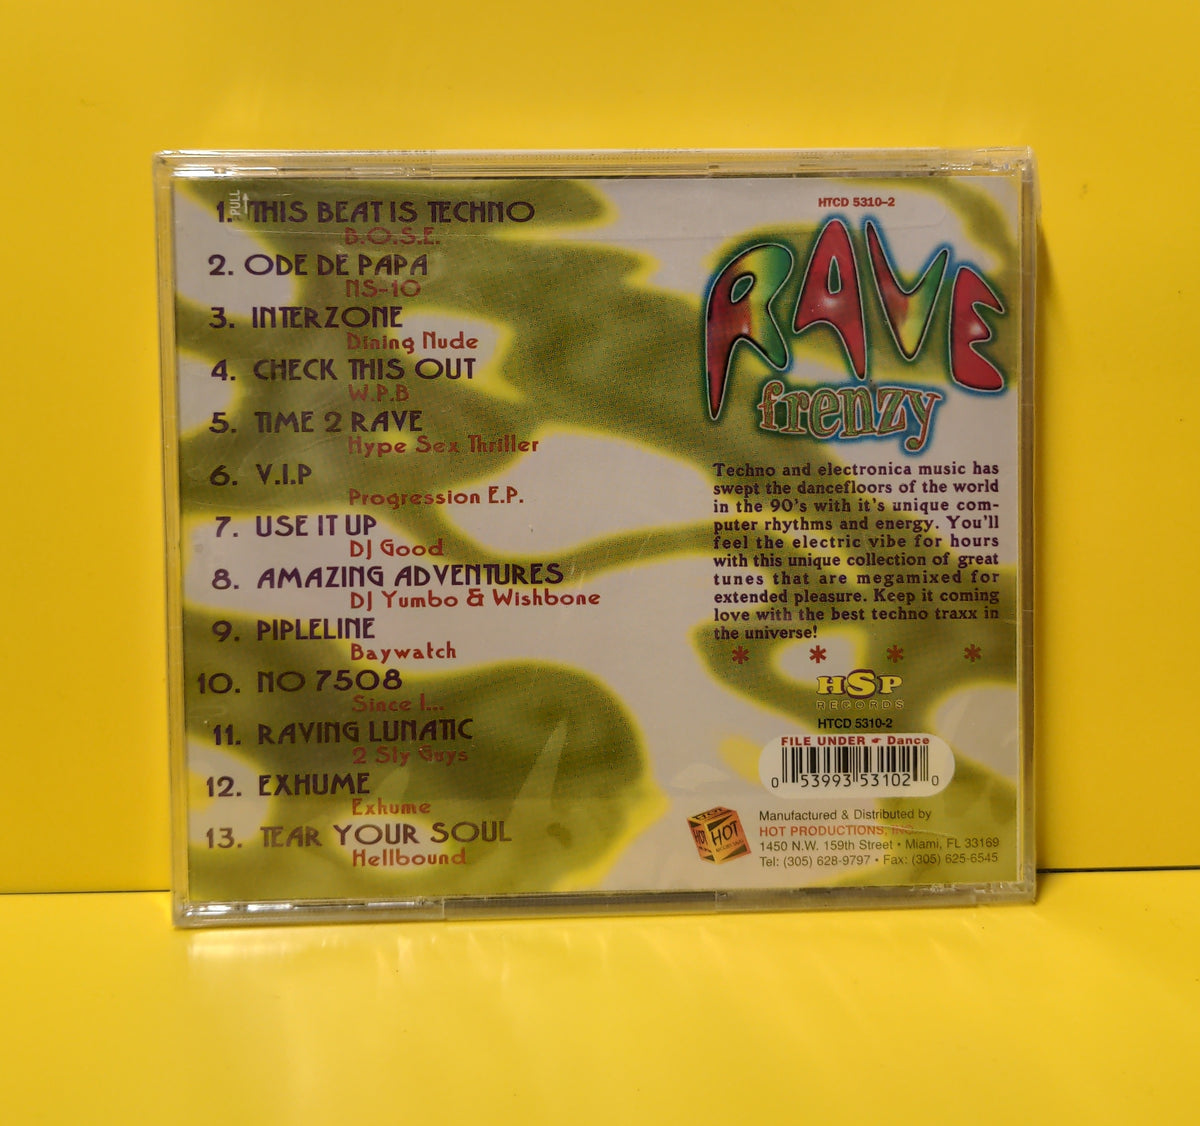 PULL
1. THIS BEAT IS TECHNO
B.O.S.E.
2. ODE DE PAPA
NS-10
3. INTERZONE
Dining Nude
4. CHECK THIS OUT
W.P.B
5. TIME 2 RAVE
Hype Sex Thriller
6. V.I.P
Progression E.P.
7. USE IT UP
DJ Good
8. AMAZING ADVENTURES
DJ Yumbo & Wishbone
9. PIPLELINE
Baywatch
10. NO 7508
Since I...
11. RAVING LUNATIC
2 Sly Guys
12. EXHUME
Exhume
13. TEAR YOUR SOUL
Hellbound
HTCD 5310-2
RAVE
frenzy
Techno and electronica music has
swept the dancefloors of the world
in the 90's with it's unique com-
puter rhythms and energy. You'll
feel the electric vibe for hours
with this unique collection of great
tunes that are megamixed for
extended pleasure. Keep it coming
love with the best techno traxx in
the universe!
* * * *
HSP
RECORDS
HTCD 5310-2
FILE UNDER Dance
0 53993 53102 0
HOT
HOT
HOT
Manufactured & Distributed by
HOT PRODUCTIONS, INC.
1450 N.W. 159th Street • Miami, FL 33169
Tel: (305) 628-9797 • Fax: (305) 625-6545